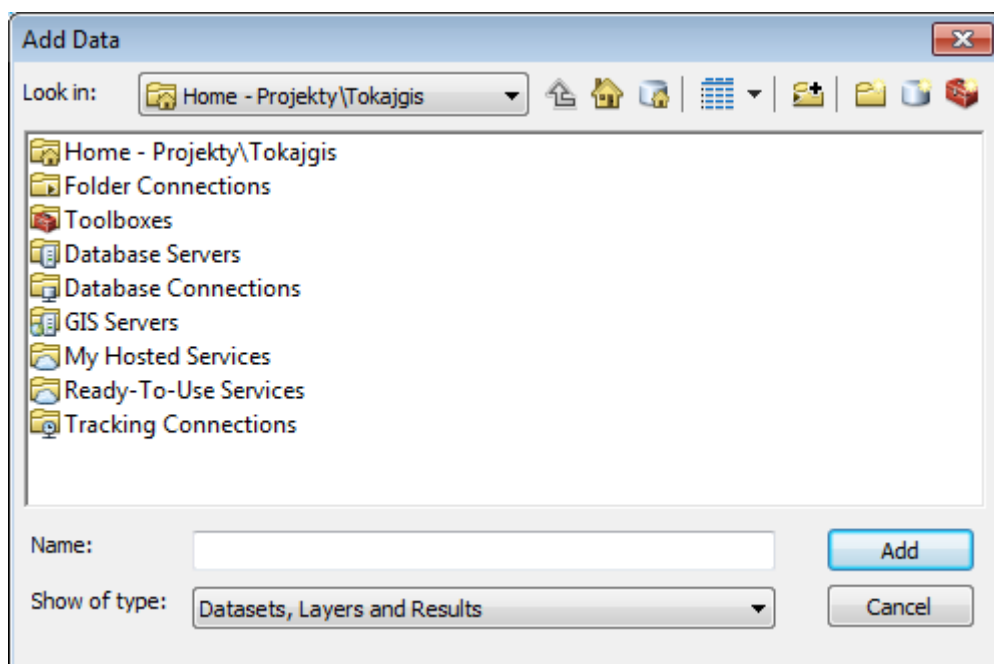 Add Data
Look in:
Home - Projekty\Tokajgis
Home - Projekty\Tokajgis
Folder Connections
Toolboxes
Database Servers
Database Connections
GIS Servers
My Hosted Services
Ready-To-Use Services
Tracking Connections
Name:
Add
Show of type:
Datasets, Layers and Results
Cancel